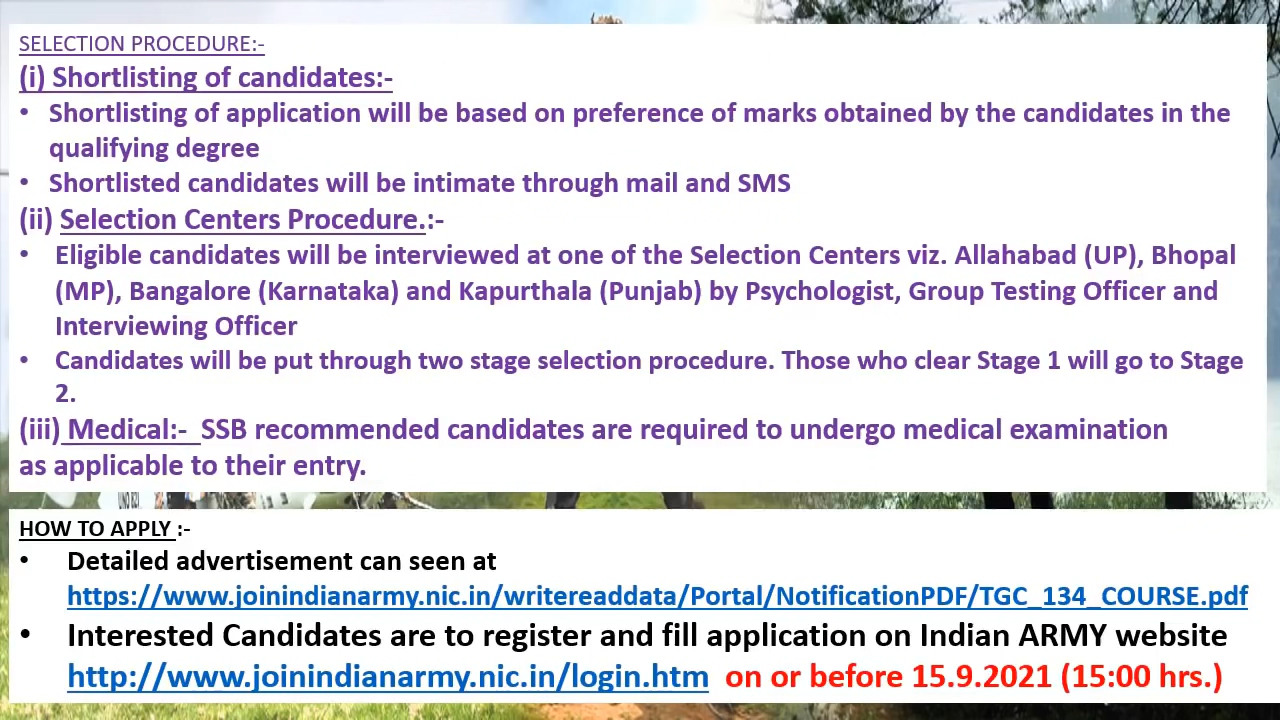 SELECTION PROCEDURE:-
(i) Shortlisting of candidates:-
• Shortlisting of application will be based on preference of marks obtained by the candidates in the
qualifying degree
• Shortlisted candidates will be intimate through mail and SMS
(ii) Selection Centers Procedure.:-
• Eligible candidates will be interviewed at one of the Selection Centers viz. Allahabad (UP), Bhopal
(MP), Bangalore (Karnataka) and Kapurthala (Punjab) by Psychologist, Group Testing Officer and
Interviewing Officer
• Candidates will be put through two stage selection procedure. Those who clear Stage 1 will go to Stage
2.
(iii) Medical:- SSB recommended candidates are required to undergo medical examination
as applicable to their entry.
HOW TO APPLY :-
• Detailed advertisement can seen at
https://www.joinindianarmy.nic.in/writereaddata/Portal/NotificationPDF/TGC_134_COURSE.pdf
• Interested Candidates are to register and fill application on Indian ARMY website
http://www.joinindianarmy.nic.in/login.htm on or before 15.9.2021 (15:00 hrs.)